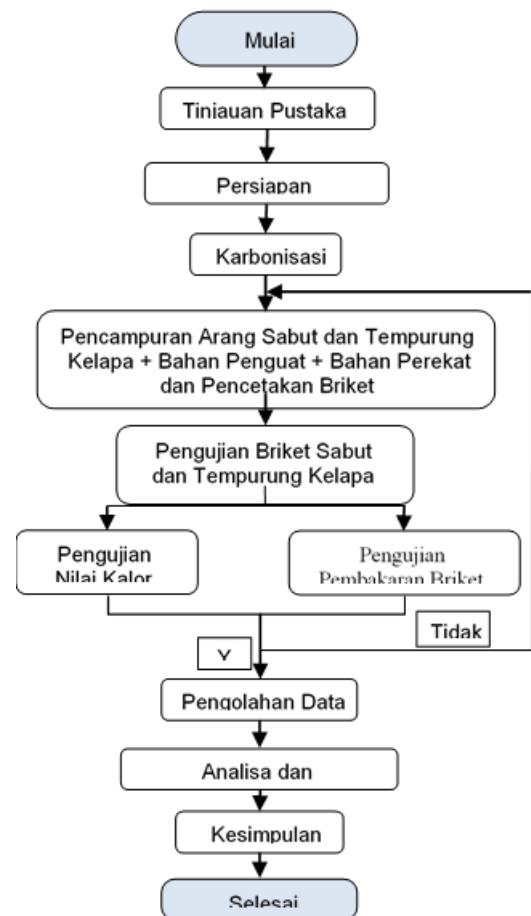 Mulai
Tinjauan Pustaka
Persiapan
Karbonisasi
Pencampuran Arang Sabut dan Tempurung
Kelapa + Bahan Penguat + Bahan Perekat
dan Pencetakan Briket
Pengujian Briket Sabut
dan Tempurung Kelapa
Pengujian
Nilai Kalor
Pengujian
Pembakaran Briket
Tidak
Y
Pengolahan Data
Analisa dan
Kesimpulan
Selesai